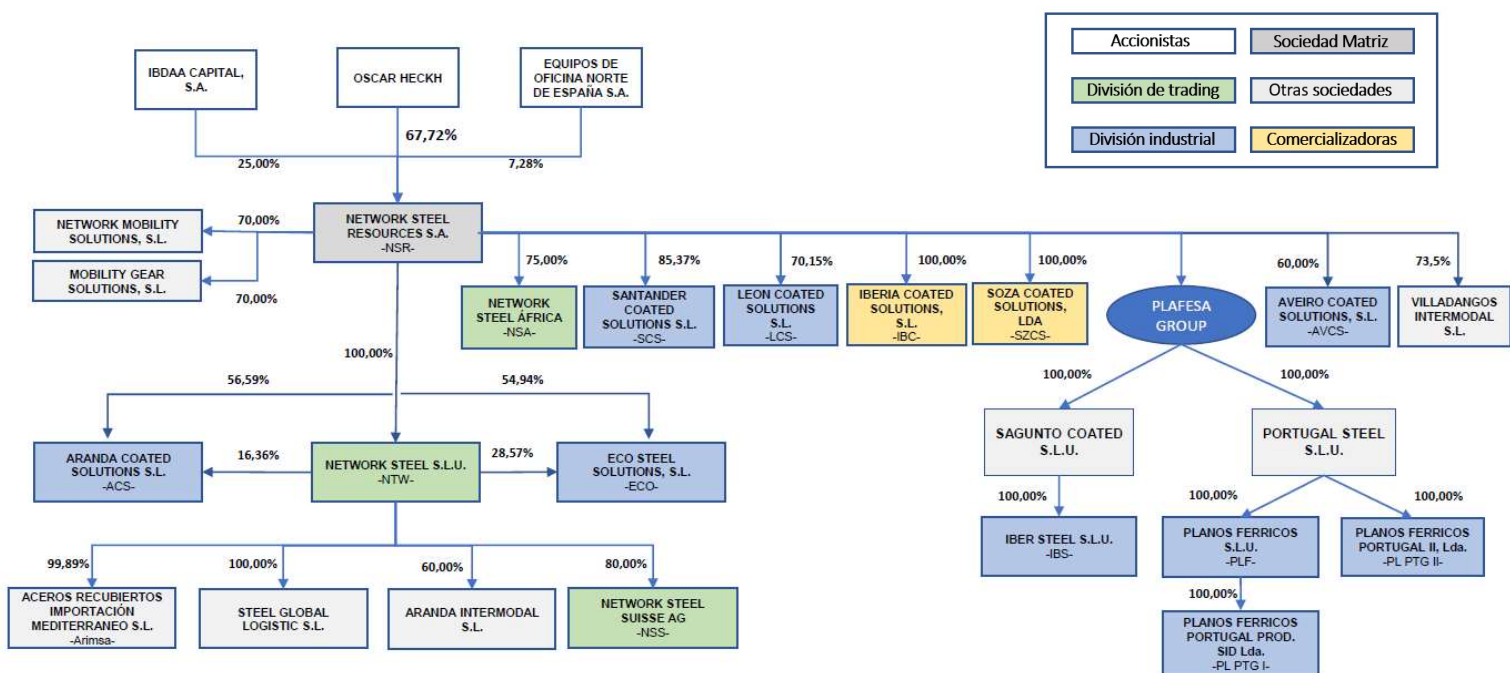 IBDAA CAPITAL,
S.A.
OSCAR HECKH
EQUIPOS DE
OFICINA NORTE
DE ESPAÑA S.A.
Accionistas
Sociedad Matriz
División de trading
Otras sociedades
División industrial
Comercializadoras
67,72%
25,00%
7,28%
NETWORK MOBILITY
SOLUTIONS, S.L.
70,00%
MOBILITY GEAR
SOLUTIONS, S.L.
70,00%
NETWORK STEEL
RESOURCES S.A.
-NSR-
75,00%
85,37%
70,15%
100,00%
100,00%
60,00%
73,5%
NETWORK
STEEL ÁFRICA
-NSA-
SANTANDER
COATED
SOLUTIONS S.L.
-SCS-
LEON COATED
SOLUTIONS
S.L.
-LCS-
IBERIA COATED
SOLUTIONS,
S.L.
-IBC-
SOZA COATED
SOLUTIONS,
LDA
-SZCS-
PLAFESA
GROUP
AVEIRO COATED
SOLUTIONS, S.L.
-AVCS-
VILLADANGOS
INTERMODAL
S.L.
100,00%
56,59%
54,94%
100,00%
100,00%
ARANDA COATED
SOLUTIONS S.L.
-ACS-
16,36%
NETWORK STEEL S.L.U.
-NTW-
28,57%
ECO STEEL
SOLUTIONS, S.L.
-ECO-
SAGUNTO COATED
S.L.U.
PORTUGAL STEEL
S.L.U.
100,00%
100,00%
100,00%
IBER STEEL S.L.U.
-IBS-
PLANOS FERRICOS
S.L.U.
-PLF-
PLANOS FERRICOS
PORTUGAL II, Lda.
-PL PTG II-
99,89%
100,00%
60,00%
80,00%
100,00%
ACEROS RECUBIERTOS
IMPORTACIÓN
MEDITERRANEO S.L.
-Arimsa-
STEEL GLOBAL
LOGISTIC S.L.
ARANDA INTERMODAL
S.L.
NETWORK STEEL
SUISSE AG
-NSS-
PLANOS FERRICOS
PORTUGAL PROD.
SID Lda.
-PL PTG I-